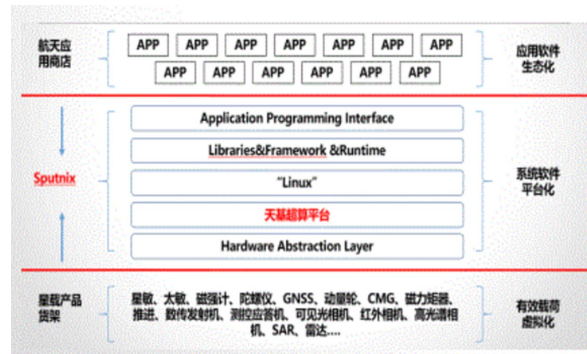 航天应
用商店
APP APP APP APP APP APP APP
APP APP APP APP APP APP
应用软件
生态化
Sputnix
Application Programming Interface
Libraries&Framework &Runtime
"Linux"
天基超算平台
Hardware Abstraction Layer
系统软件
平台化
星载产品
货架
星敏、太敏、磁强计、陀螺仪、GNSS、动量轮、CMG、磁力矩器、
推进、数传发射机、测控应答机、可见光相机、红外相机、高光谱相
机、SAR、雷达....
有效载荷
虚拟化